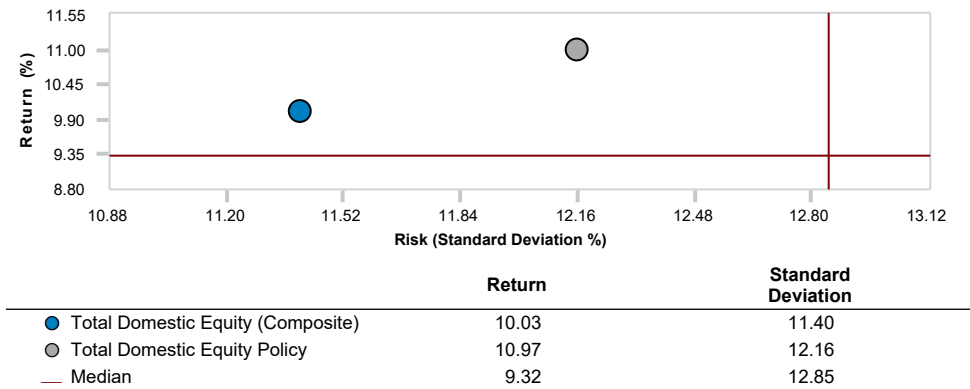 11.55
11.00
10.45
9.90
9.35
8.80
Return (%)
10.88 11.20 11.52 11.84 12.16 12.48 12.80 13.12
Risk (Standard Deviation %)
Return Standard Deviation
Total Domestic Equity (Composite) 10.03 11.40
Total Domestic Equity Policy 10.97 12.16
Median 9.32 12.85